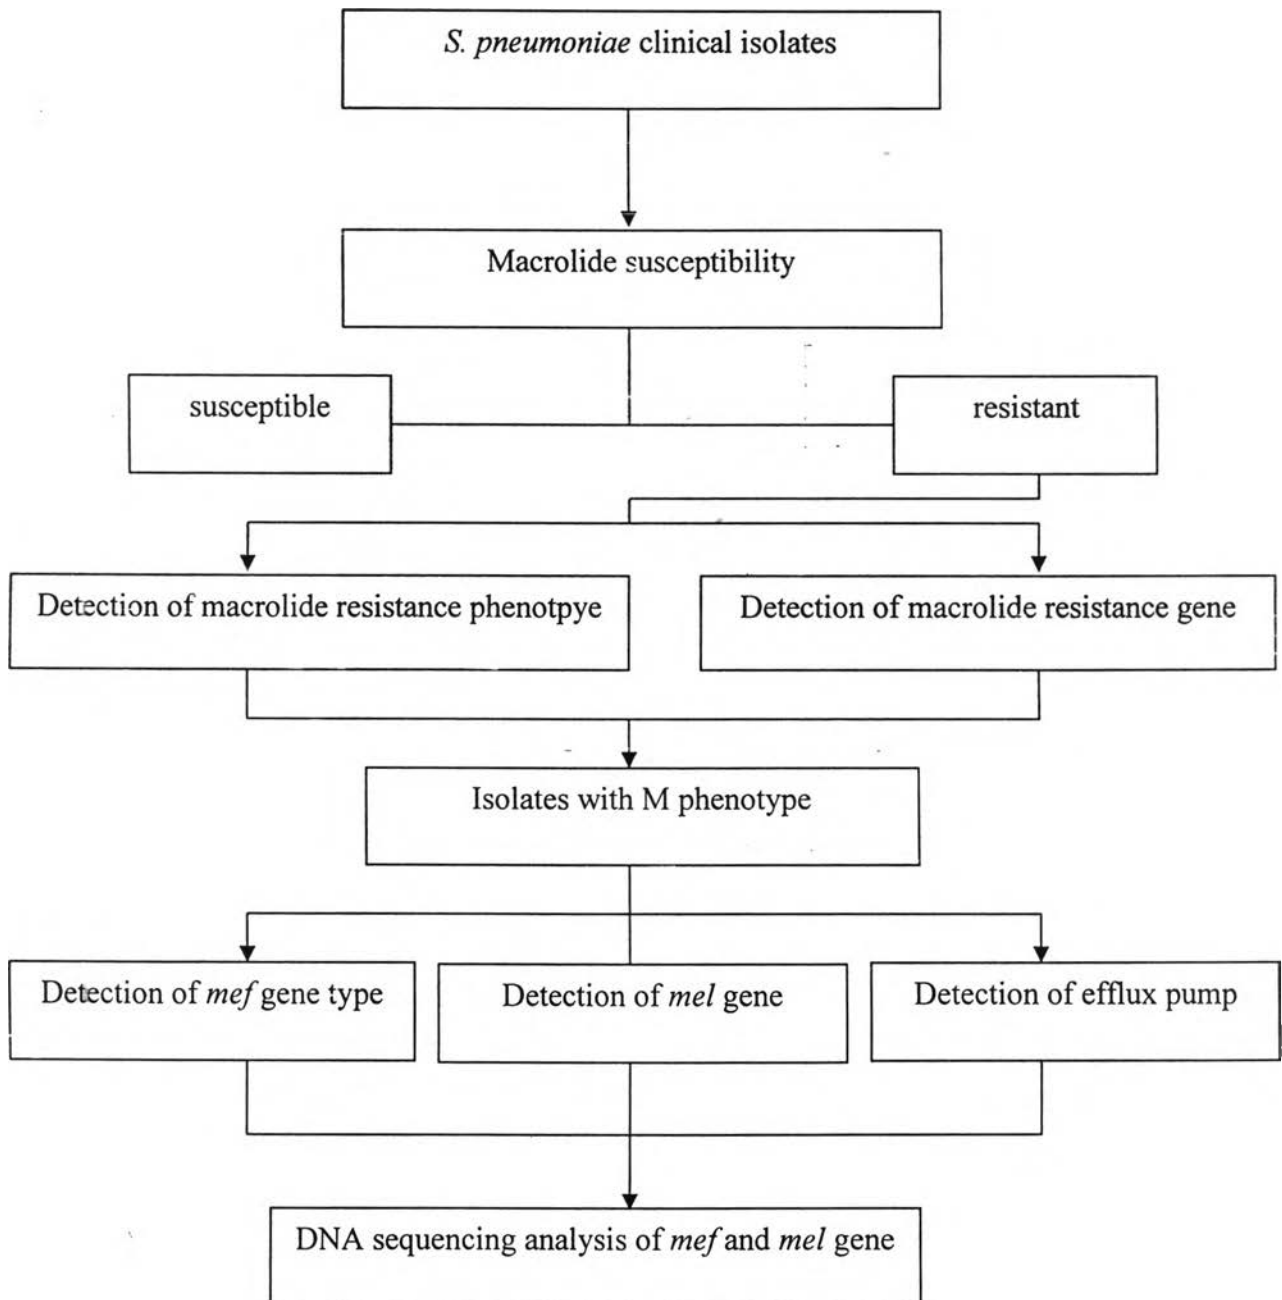 S. pneumoniae clinical isolates
Macrolide susceptibility
susceptible
resistant
Detection of macrolide resistance phenotpye
Detection of macrolide resistance gene
Isolates with M phenotype
Detection of mef gene type
Detection of mel gene
Detection of efflux pump
DNA sequencing analysis of mef and mel gene